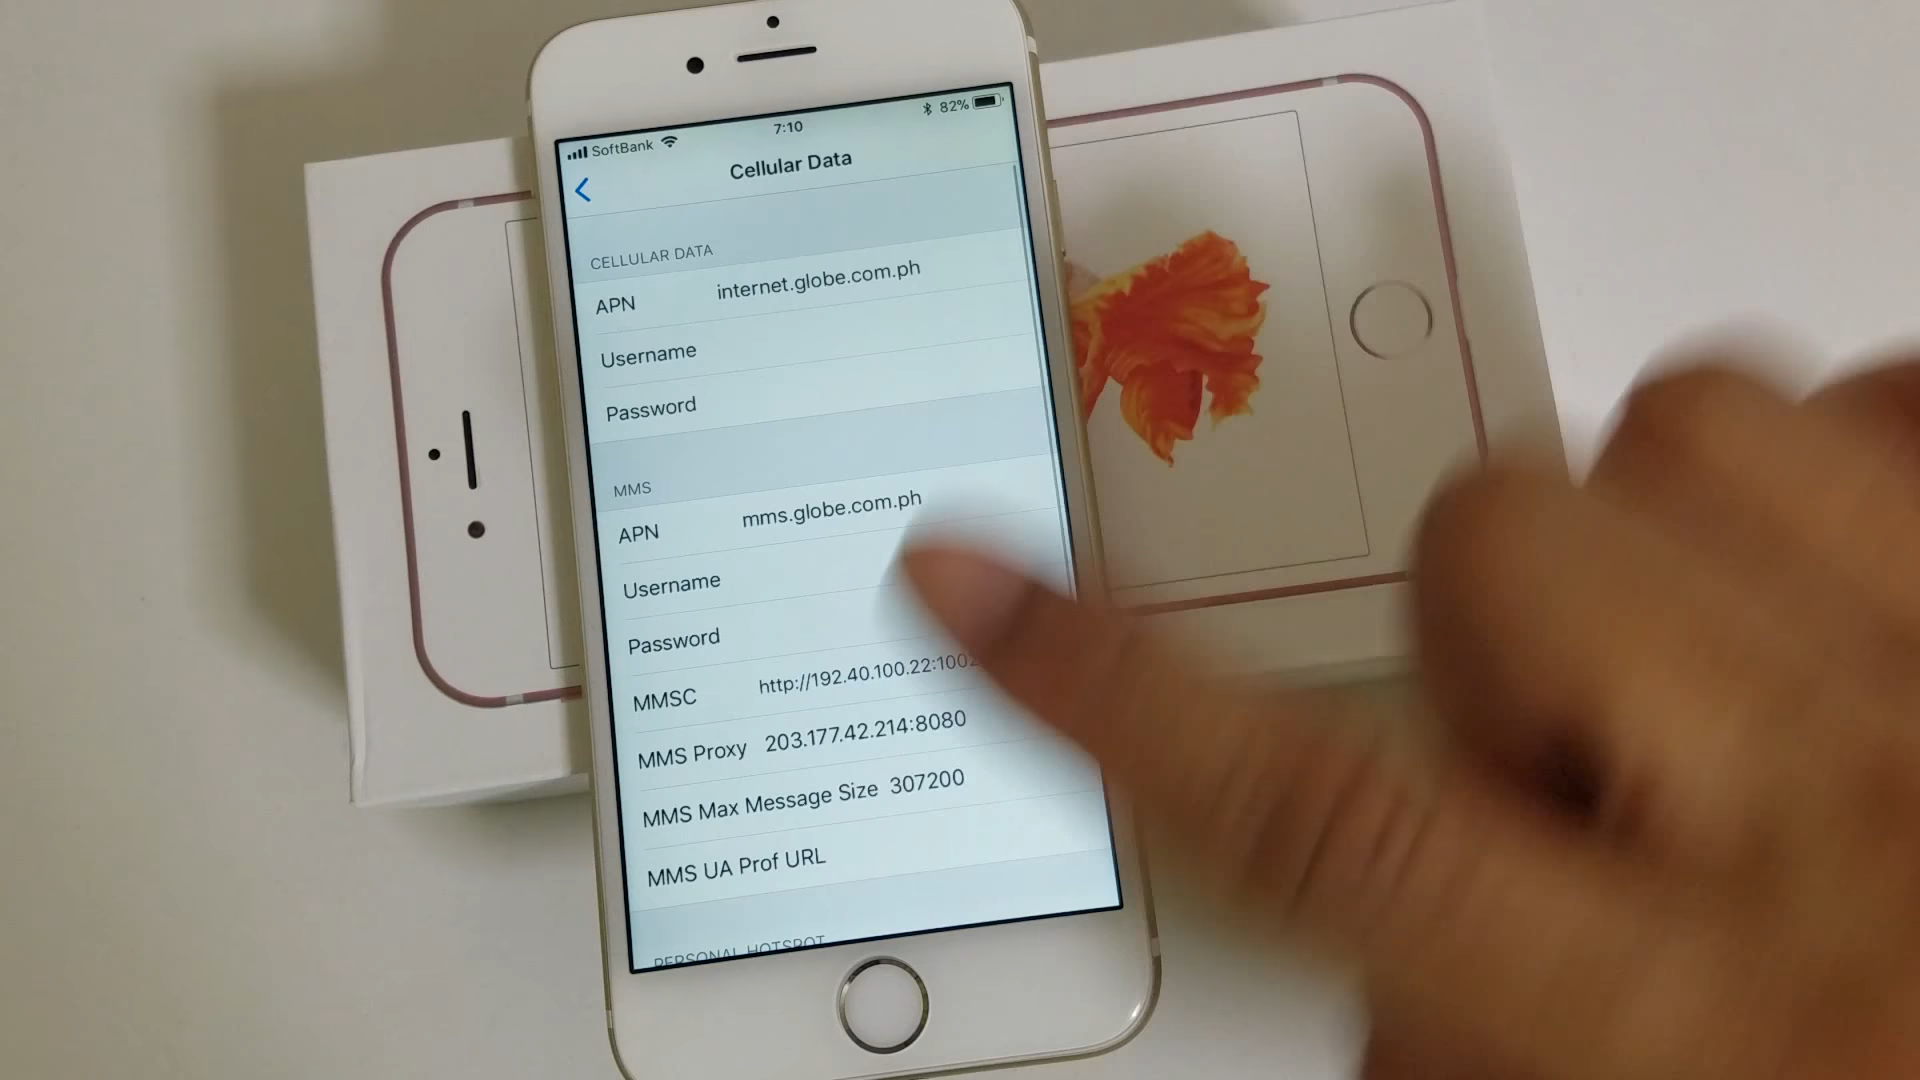 SoftBank 7:10 82%
Cellular Data
CELLULAR DATA
APN internet.globe.com.ph
Username
Password
MMS
APN mms.globe.com.ph
Username
Password
MMSC http://192.40.100.22:1002
MMS Proxy 203.177.42.214:8080
MMS Max Message Size 307200
MMS UA Prof URL
PERSONAL HOTSPOT